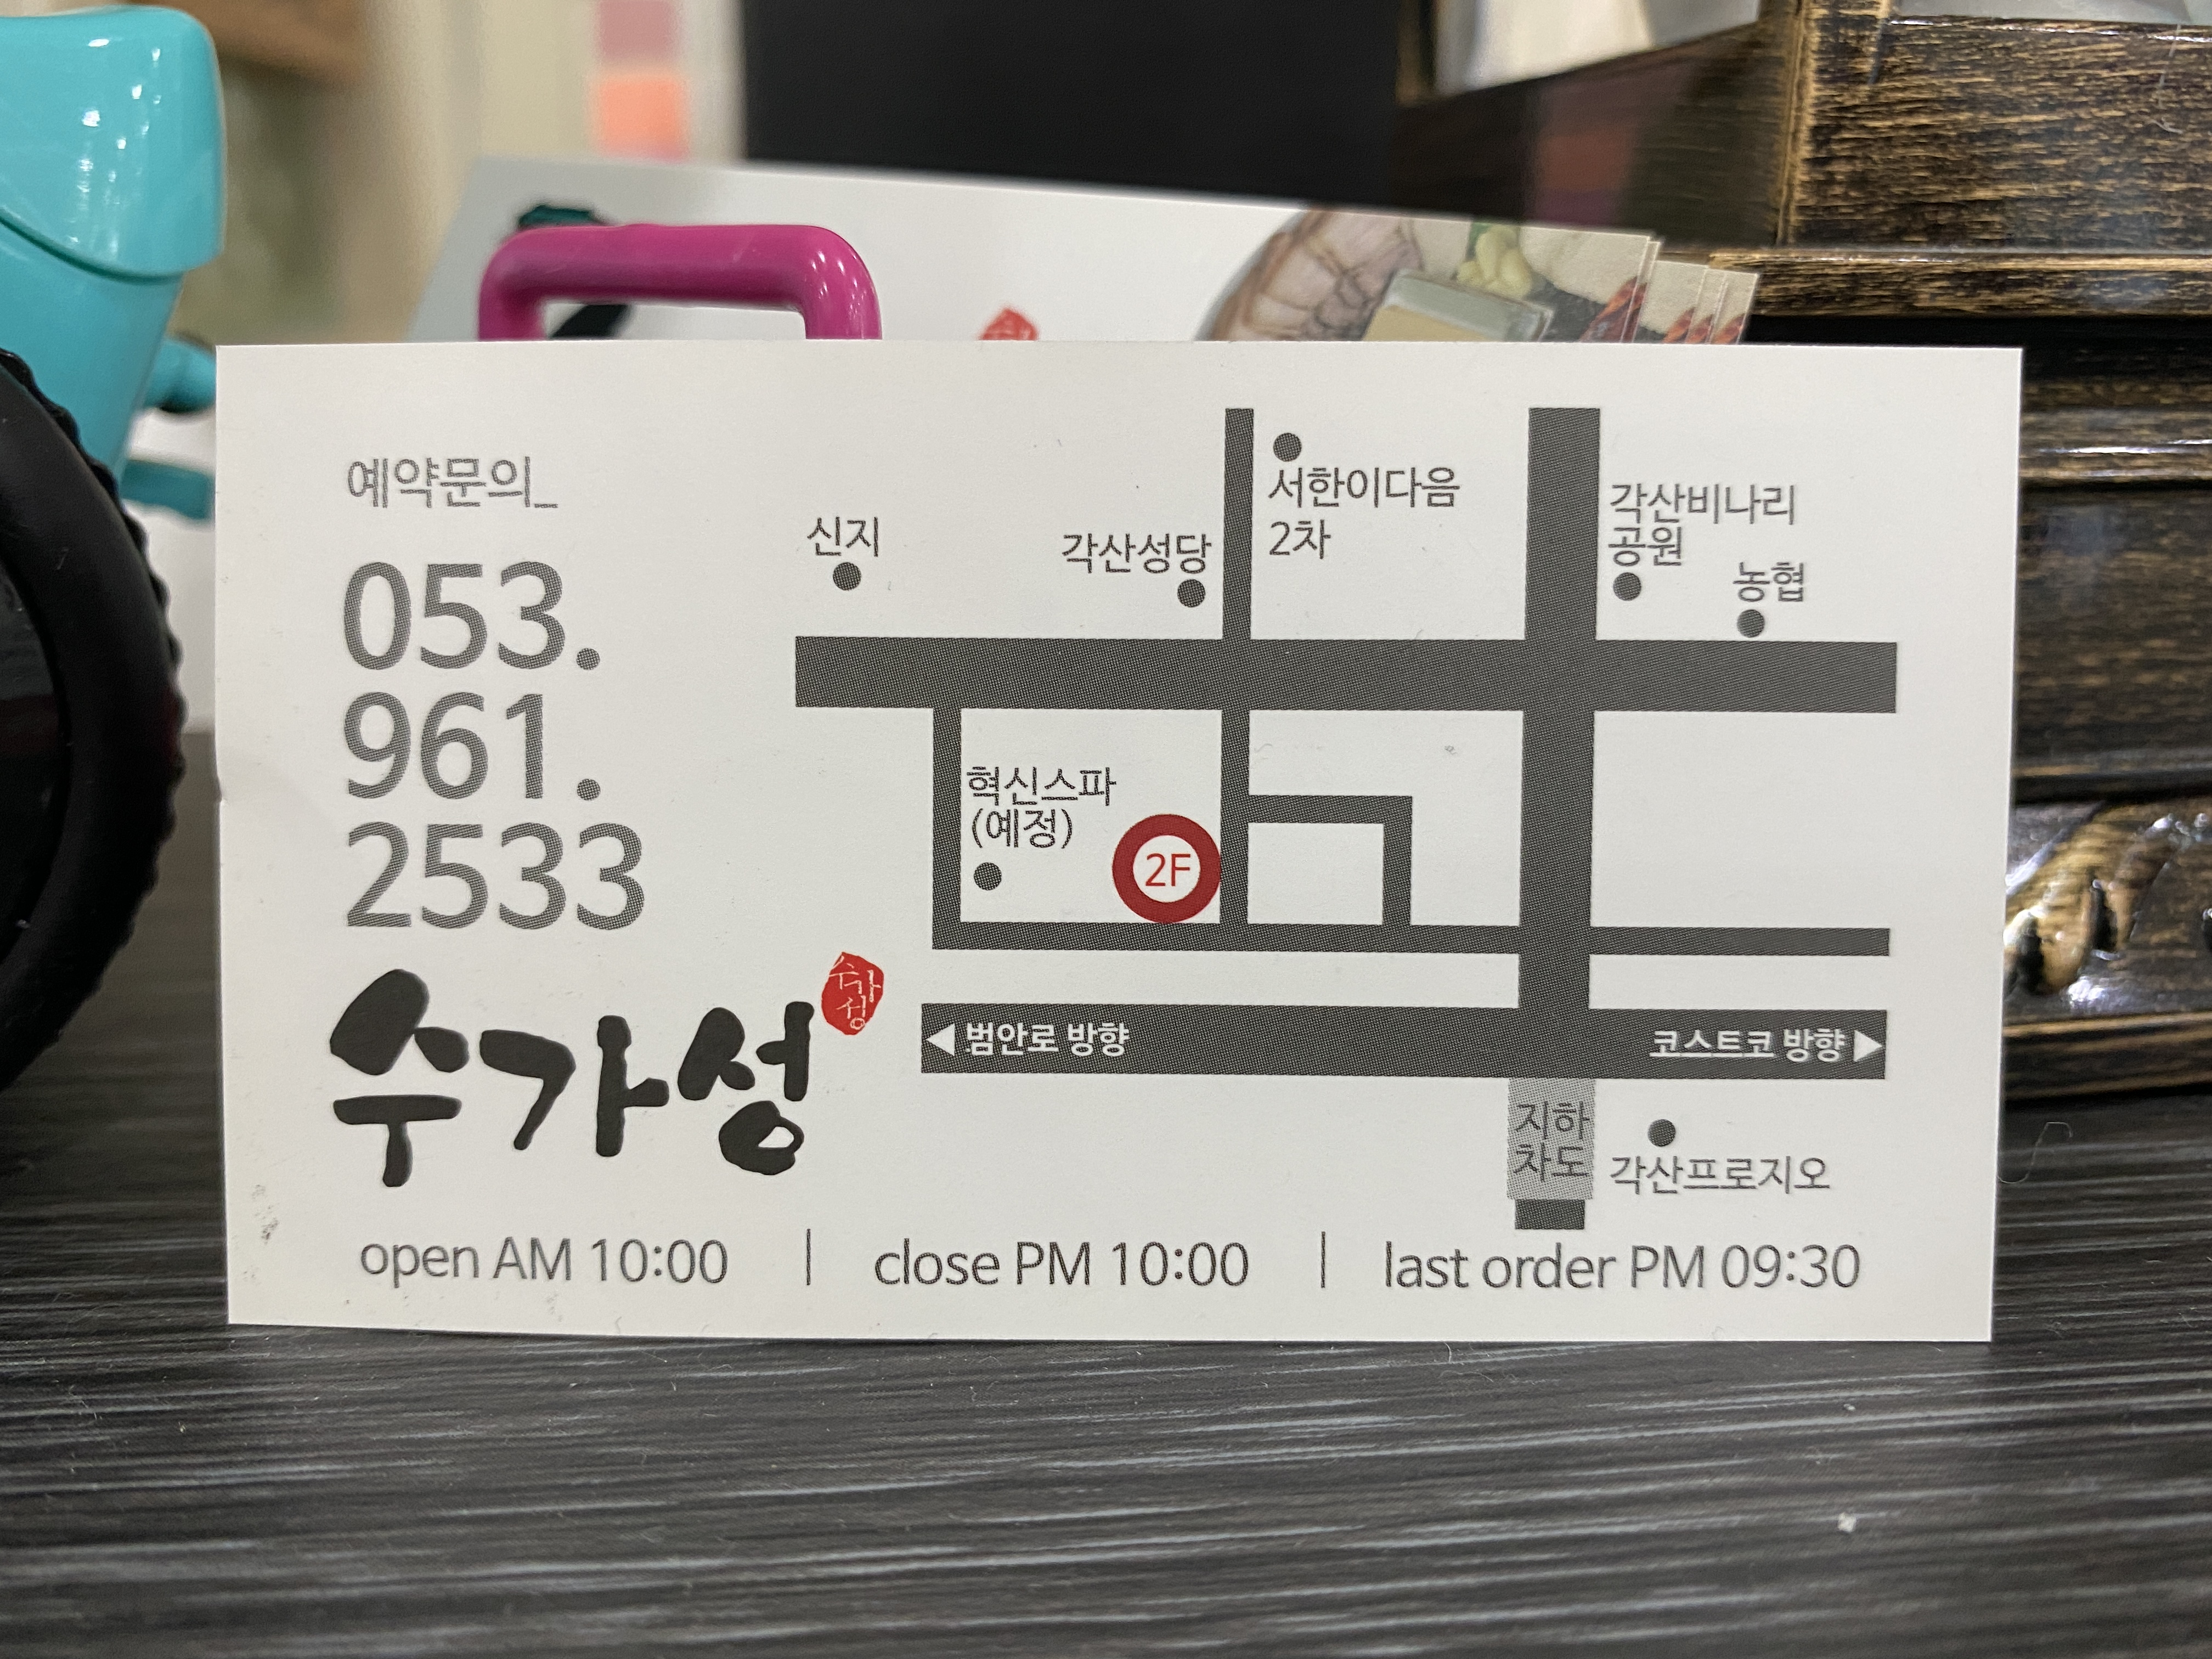 예약문의_
053.
961.
2533
수가성
수가성
신지
각산성당
서한이다음
2차
각산비나리
공원
농협
혁신스파
(예정)
2F
◀ 범안로 방향
코스트코 방향 ▶
지하
차도
각산프로지오
open AM 10:00 | close PM 10:00 | last order PM 09:30